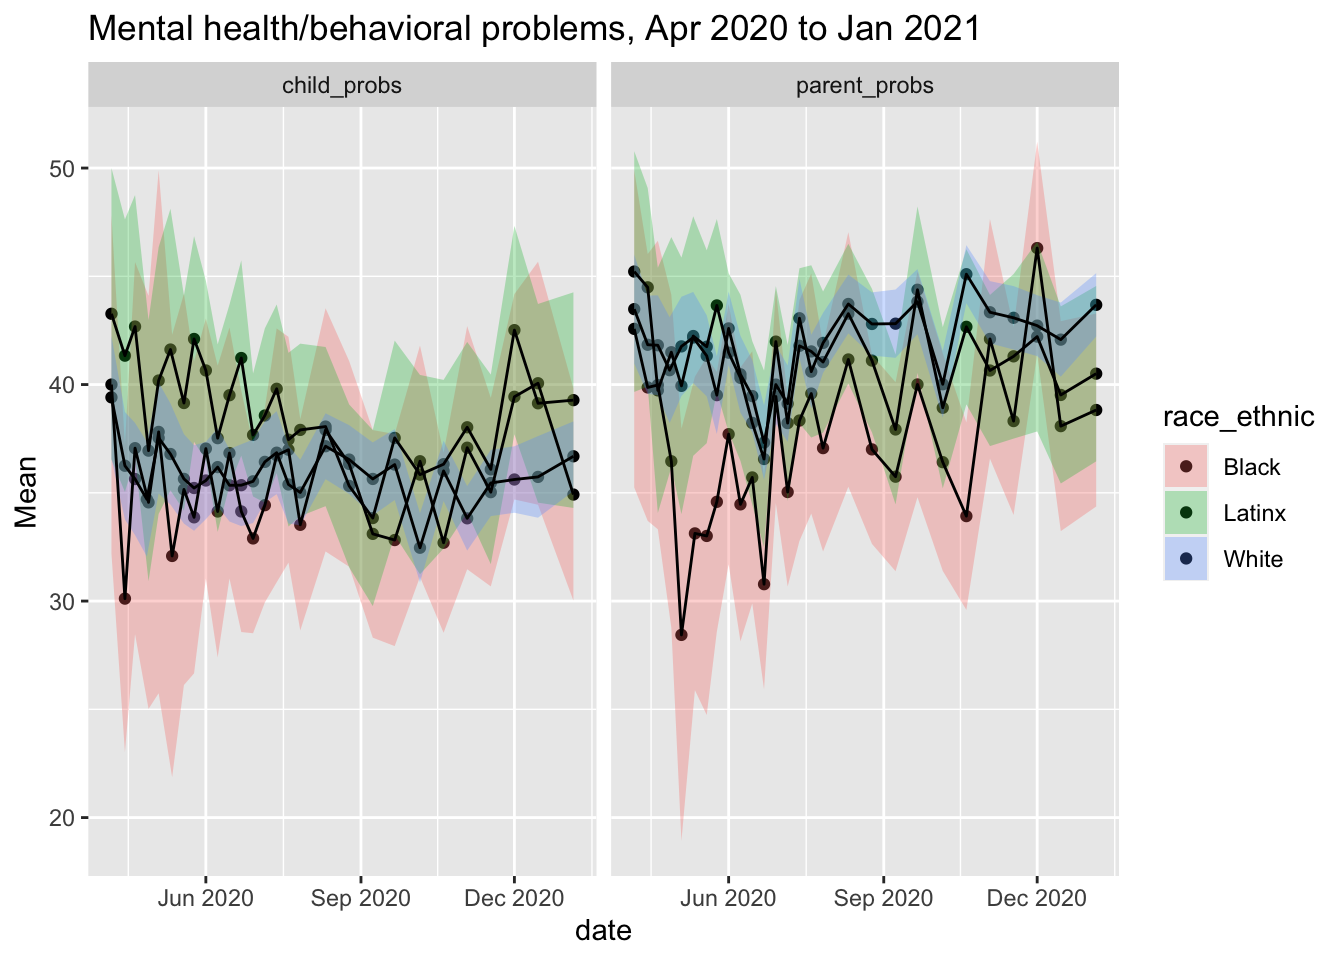 Mental health/behavioral problems, Apr 2020 to Jan 2021
child_probs
parent_probs
50
40
30
20
Mean
Jun 2020
Sep 2020
Dec 2020
Jun 2020
Sep 2020
Dec 2020
date
race_ethnic
Black
Latinx
White